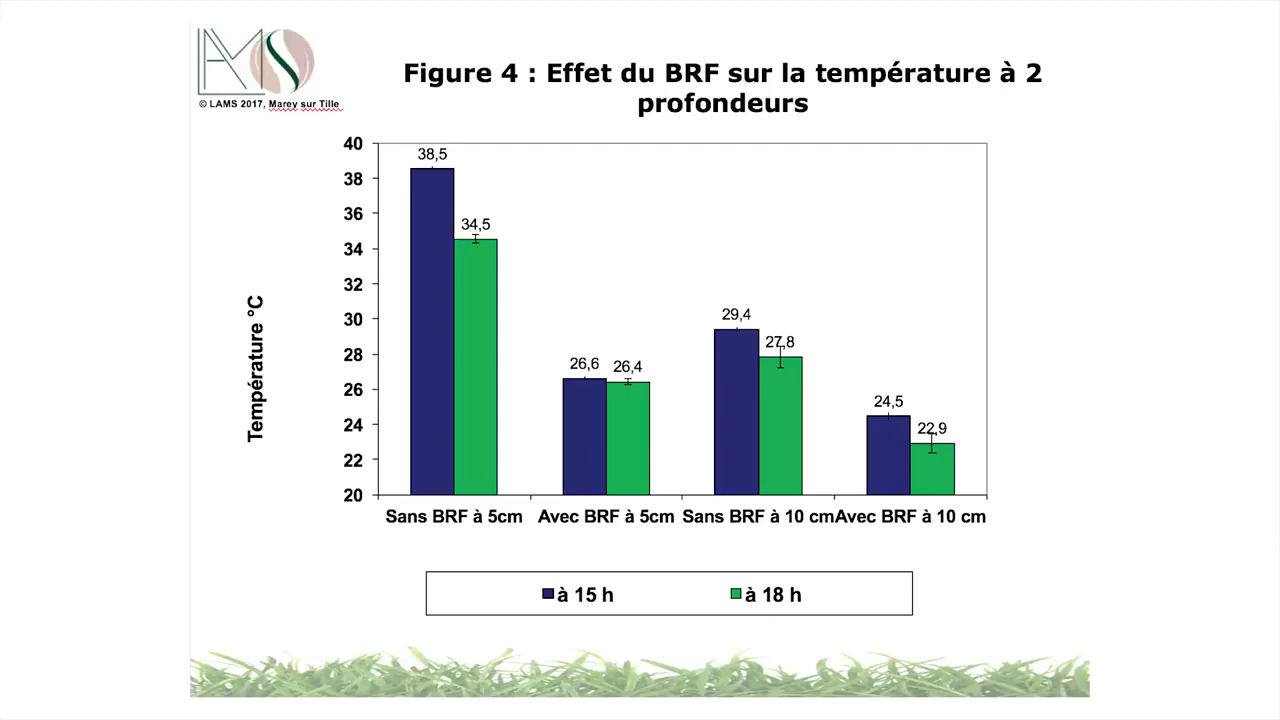 © LAMS 2017, Marey sur Tille
Figure 4 : Effet du BRF sur la température à 2
profondeurs
Température °C
40
38
36
34
32
30
28
26
24
22
20
38,5
34,5
26,6
26,4
29,4
27,8
24,5
22,9
Sans BRF à 5cm
Avec BRF à 5cm
Sans BRF à 10 cm
Avec BRF à 10 cm
à 15 h
à 18 h